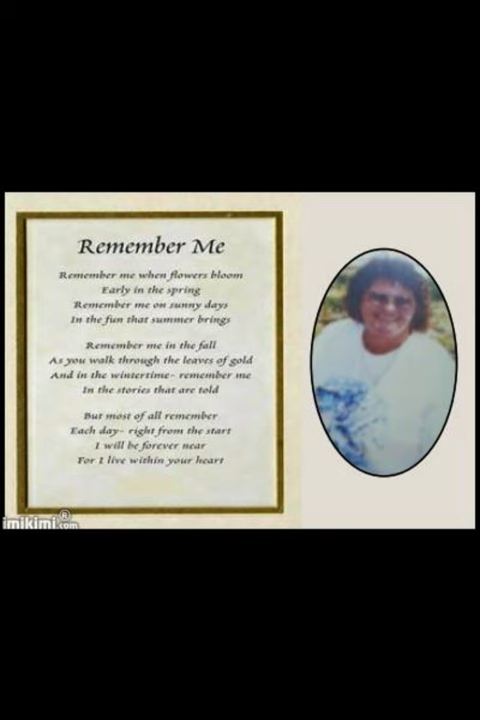 Remember Me
Remember me when flowers bloom
Early in the spring
Remember me on sunny days
In the fun that summer brings
Remember me in the fall
As you walk through the leaves of gold
And in the wintertime- remember me
In the stories that are told
But most of all remember
Each day- right from the start
I will be forever near
For I live within your heart
imikimi®.com